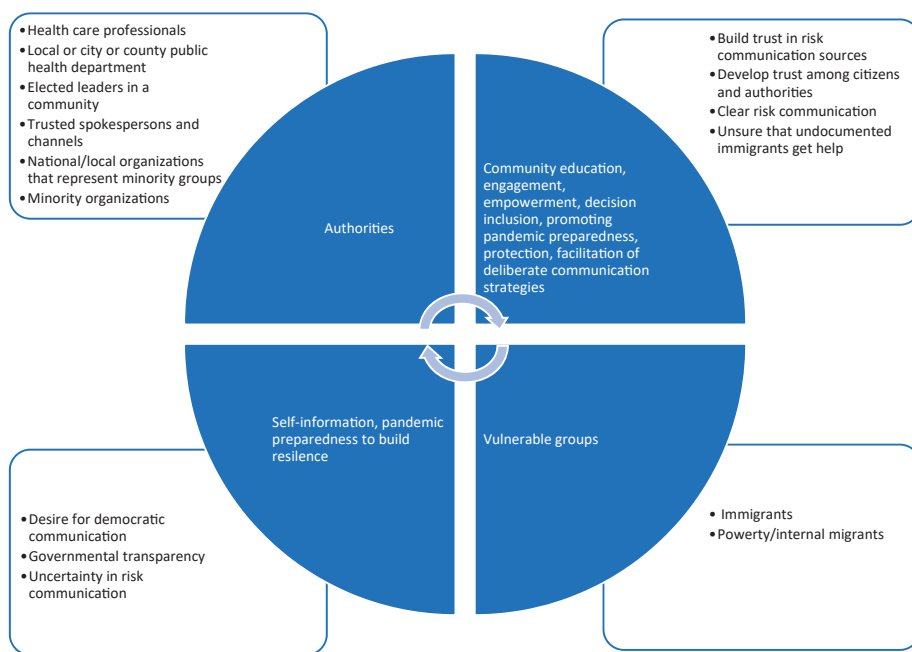 •Health care professionals
•Local or city or county public
health department
•Elected leaders in a
community
•Trusted spokespersons and
channels
•National/local organizations
that represent minority groups
•Minority organizations
•Build trust in risk
communication sources
•Develop trust among citizens
and authorities
•Clear risk communication
•Unsure that undocumented
immigrants get help
Authorities
Community education,
engagement,
empowerment, decision
inclusion, promoting
pandemic preparedness,
protection, facilitation of
deliberate communication
strategies
Self-information, pandemic
preparedness to build
resilence
Vulnerable groups
•Desire for democratic
communication
•Governmental transparency
•Uncertainty in risk
communication
• Immigrants
•Powerty/internal migrants